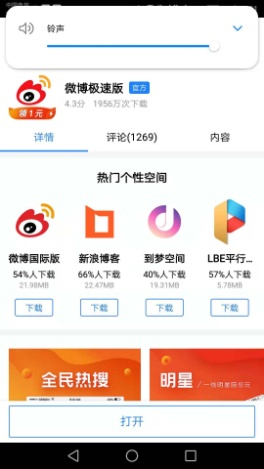 铃声
微博极速版 官方
4.3分 1956万次下载
领1元
详情 评论(1269) 内容
热门个性空间
微博国际版 新浪博客 到梦空间 LBE平行...
54%人下载 66%人下载 40%人下载 57%人下载
21.98MB 22.47MB 19.31MB 5.78MB
下载 下载 下载 下载
全民热搜 明星
打开